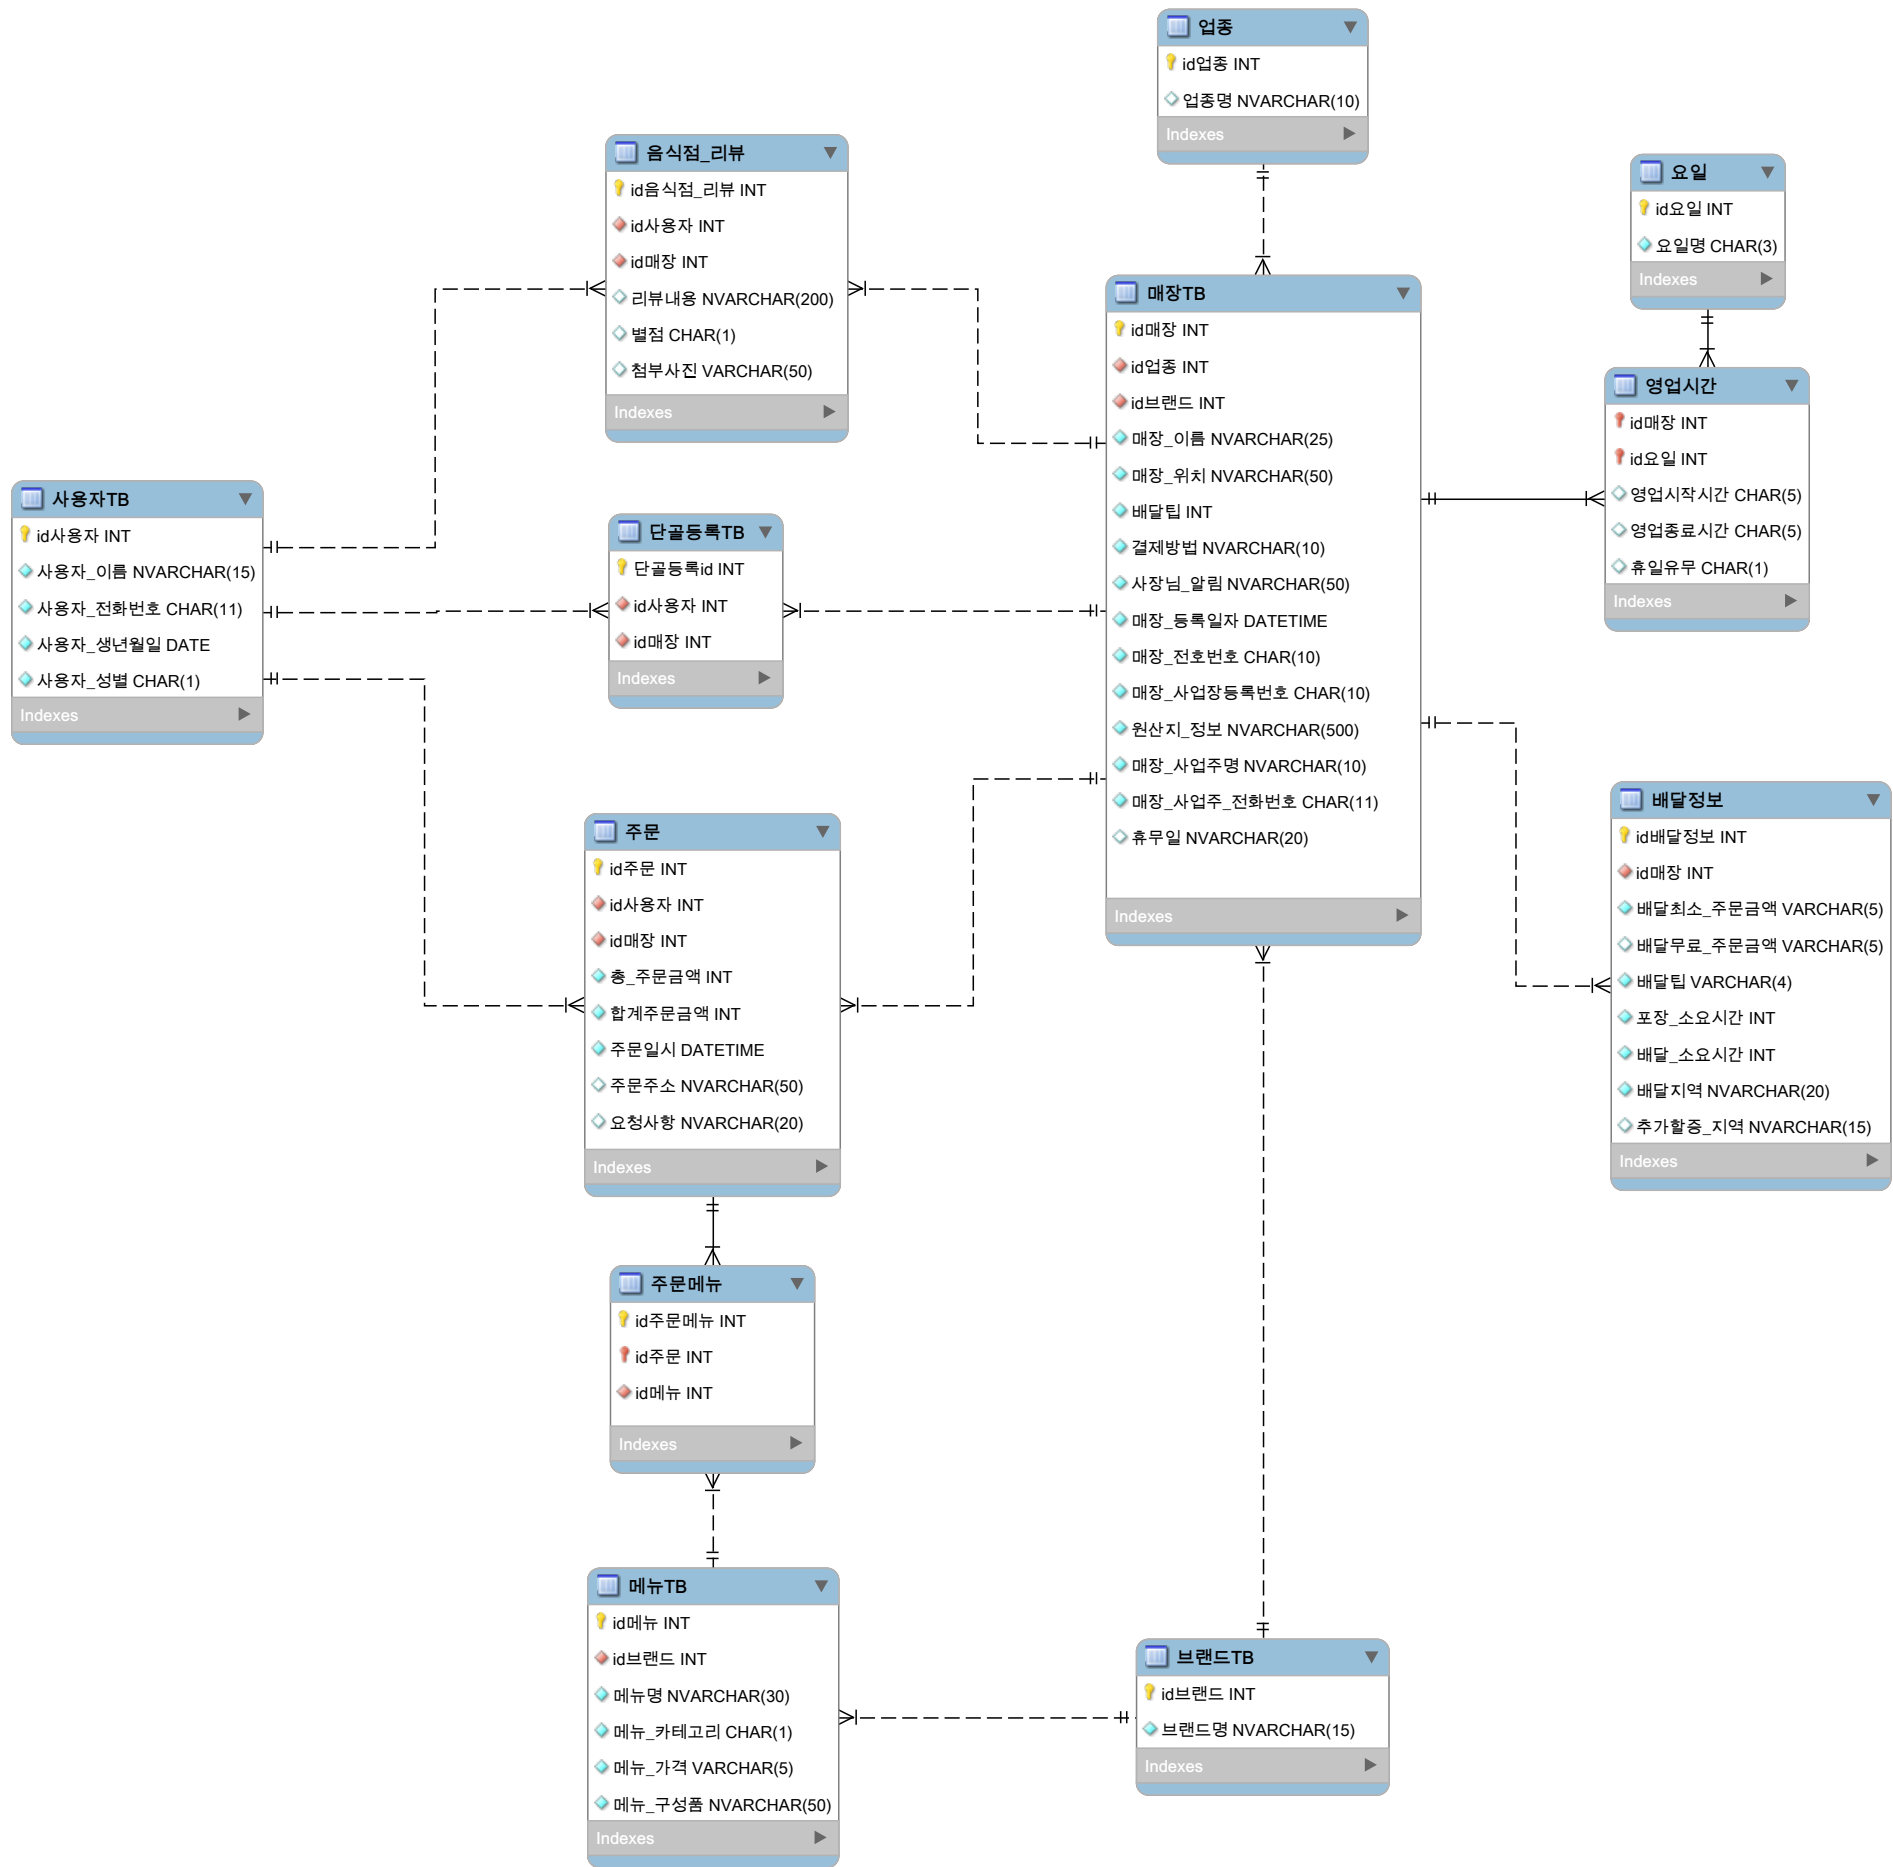 업종
id업종 INT
업종명 NVARCHAR(10)
Indexes
음식점_리뷰
id음식점_리뷰 INT
id사용자 INT
id매장 INT
리뷰내용 NVARCHAR(200)
별점 CHAR(1)
첨부사진 VARCHAR(50)
Indexes
요일
id요일 INT
요일명 CHAR(3)
Indexes
매장TB
id매장 INT
id업종 INT
id브랜드 INT
매장_이름 NVARCHAR(25)
매장_위치 NVARCHAR(50)
배달팁 INT
결제방법 NVARCHAR(10)
사장님_알림 NVARCHAR(50)
매장_등록일자 DATETIME
매장_전호번호 CHAR(10)
매장_사업장등록번호 CHAR(10)
원산지_정보 NVARCHAR(500)
매장_사업주명 NVARCHAR(10)
매장_사업주_전화번호 CHAR(11)
휴무일 NVARCHAR(20)
Indexes
영업시간
id매장 INT
id요일 INT
영업시작시간 CHAR(5)
영업종료시간 CHAR(5)
휴일유무 CHAR(1)
Indexes
사용자TB
id사용자 INT
사용자_이름 NVARCHAR(15)
사용자_전화번호 CHAR(11)
사용자_생년월일 DATE
사용자_성별 CHAR(1)
Indexes
단골등록TB
단골등록id INT
id사용자 INT
id매장 INT
Indexes
배달정보
id배달정보 INT
id매장 INT
배달최소_주문금액 VARCHAR(5)
배달무료_주문금액 VARCHAR(5)
배달팁 VARCHAR(4)
포장_소요시간 INT
배달_소요시간 INT
배달지역 NVARCHAR(20)
추가할증_지역 NVARCHAR(15)
Indexes
주문
id주문 INT
id사용자 INT
id매장 INT
총_주문금액 INT
합계주문금액 INT
주문일시 DATETIME
주문주소 NVARCHAR(50)
요청사항 NVARCHAR(20)
Indexes
주문메뉴
id주문메뉴 INT
id주문 INT
id메뉴 INT
Indexes
메뉴TB
id메뉴 INT
id브랜드 INT
메뉴명 NVARCHAR(30)
메뉴_카테고리 CHAR(1)
메뉴_가격 VARCHAR(5)
메뉴_구성품 NVARCHAR(50)
Indexes
브랜드TB
id브랜드 INT
브랜드명 NVARCHAR(15)
Indexes